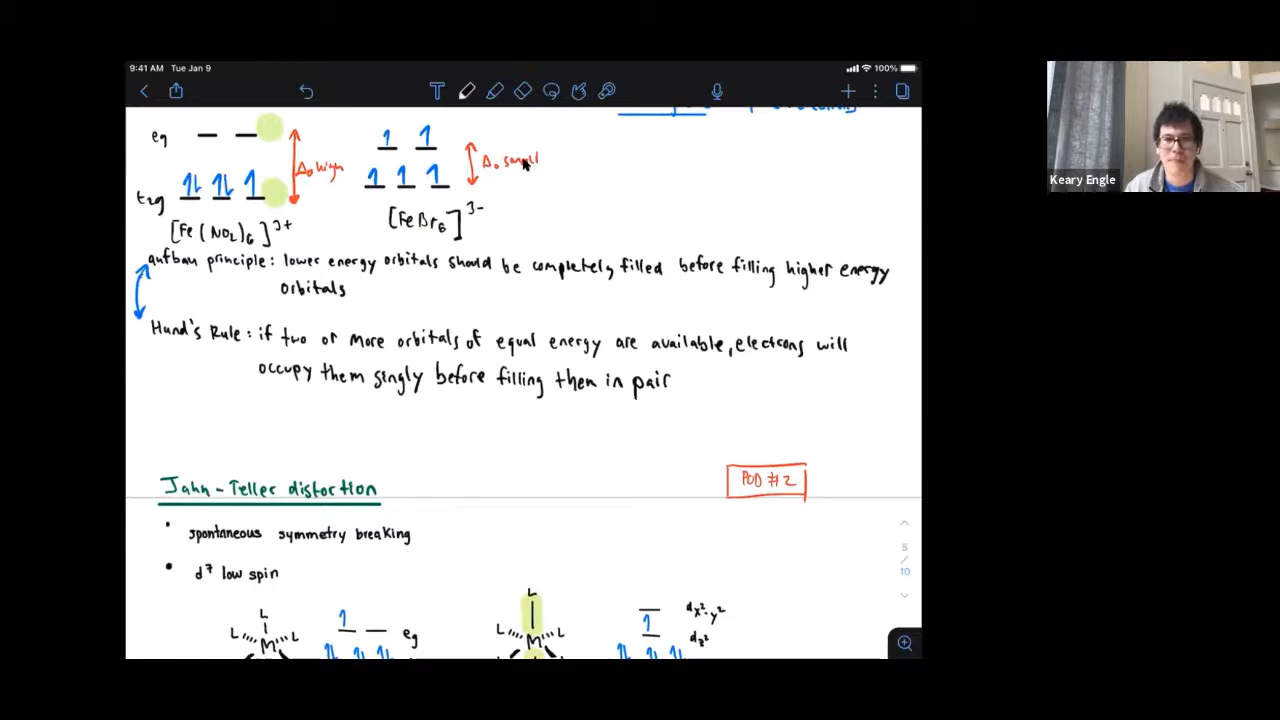 9:41 AM Tue Jan 9
100%
eg
Δo high
Δo small
t2g
[Fe(NO2)6]3+
[FeBr6]3-
aufbau principle: lower energy orbitals should be completely filled before filling higher energy
orbitals
Hund's Rule: if two or more orbitals of equal energy are available, electrons will
occupy them singly before filling them in pair
POD #2
Jahn-Teller distortion
• spontaneous symmetry breaking
• d7 low spin
5
/
10
L
L
L
M
eg
L
L
L
M
dx2-y2
dz2
Keary Engle